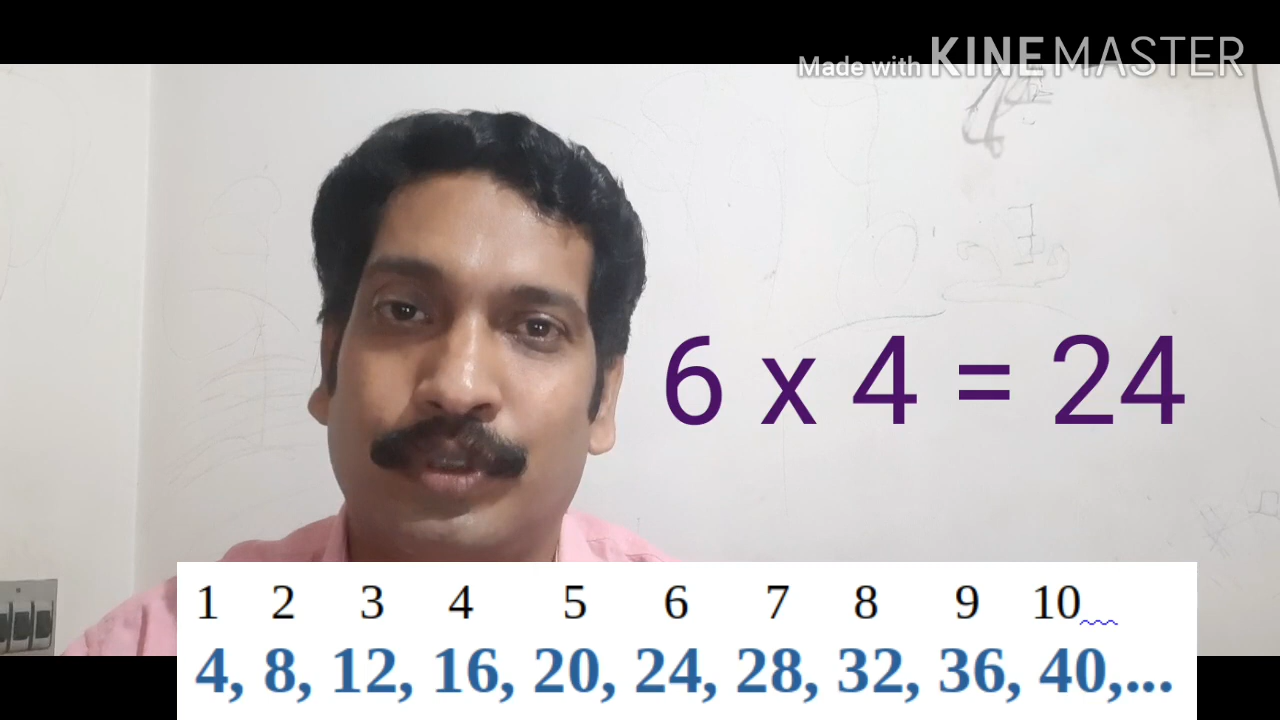 Made with KINEMASTER
6 x 4 = 24
1 2 3 4 5 6 7 8 9 10
4, 8, 12, 16, 20, 24, 28, 32, 36, 40,...